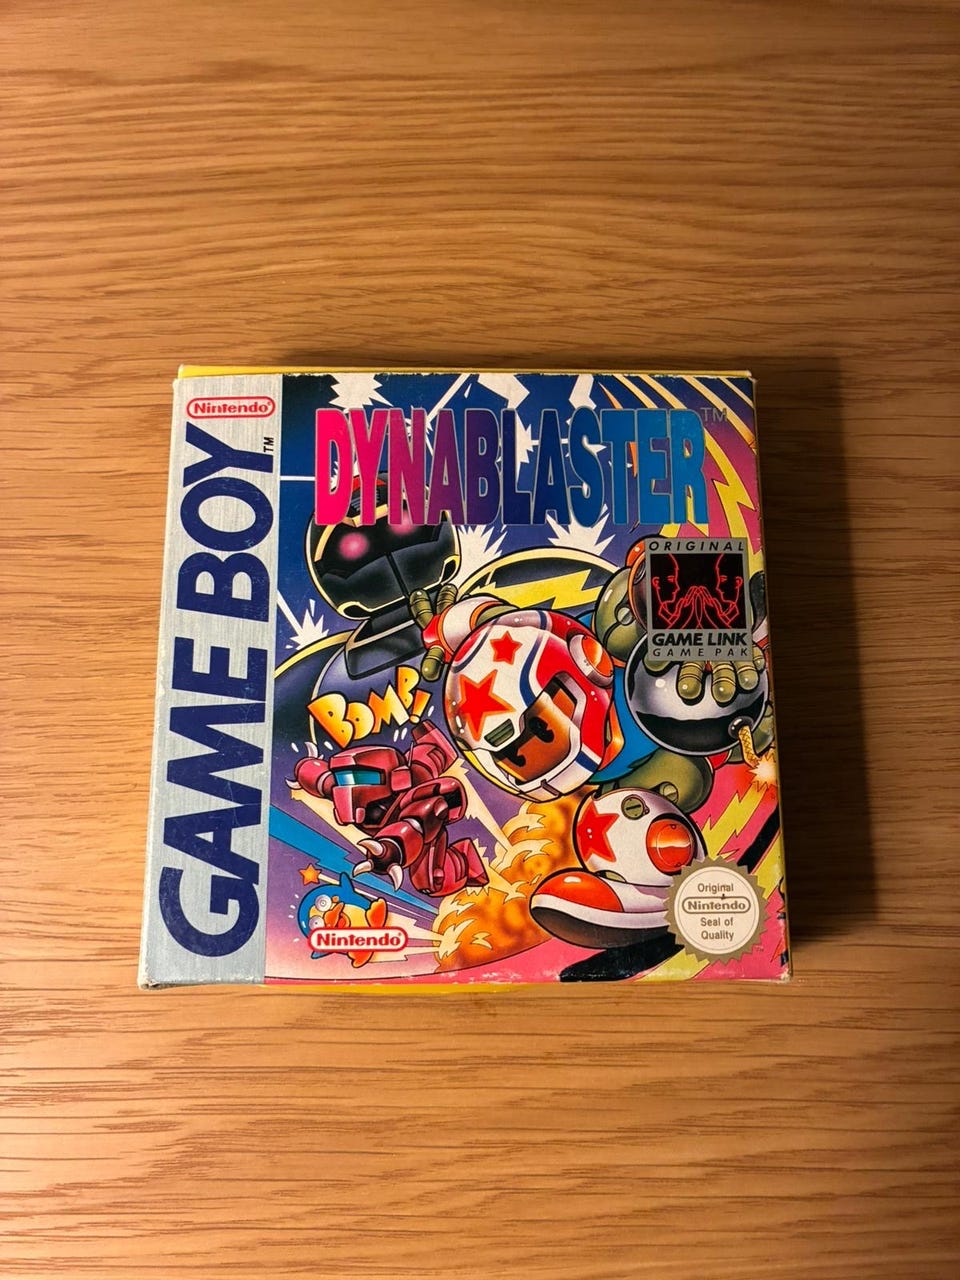 Nintendo®
GAME BOY™
DYNABLASTER™
ORIGINAL
GAME LINK
GAME PAK
BOMB!
Nintendo®
Original
Nintendo
Seal of
Quality